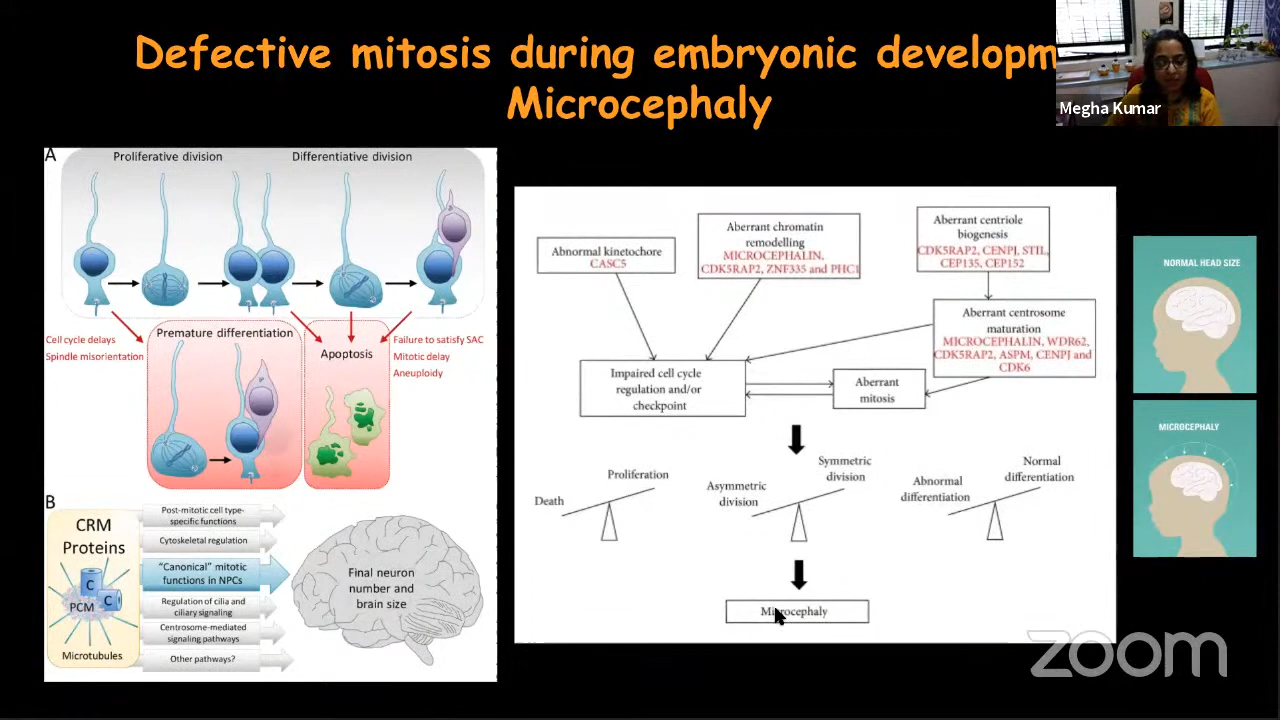 Defective mitosis during embryonic developm
Microcephaly
Megha Kumar
A
Proliferative division
Differentiative division
Cell cycle delays
Spindle misorientation
Premature differentiation
Apoptosis
Failure to satisfy SAC
Mitotic delay
Aneuploidy
B
CRM
Proteins
C
C
PCM
Microtubules
Post-mitotic cell type-
specific functions
Cytoskeletal regulation
"Canonical" mitotic
functions in NPCs
Regulation of cilia and
ciliary signaling
Centrosome-mediated
signaling pathways
Other pathways?
Final neuron
number and
brain size
Abnormal kinetochore
CASC5
Aberrant chromatin
remodelling
MICROCEPHALIN,
CDK5RAP2, ZNF335 and PHC1
Aberrant centriole
biogenesis
CDK5RAP2, CENPJ, STIL,
CEP135, CEP152
Aberrant centrosome
maturation
MICROCEPHALIN, WDR62,
CDK5RAP2, ASPM, CENPJ and
CDK6
Impaired cell cycle
regulation and/or
checkpoint
Aberrant
mitosis
Death
Proliferation
Asymmetric
division
Symmetric
division
Abnormal
differentiation
Normal
differentiation
Microcephaly
NORMAL HEAD SIZE
MICROCEPHALY
zoom